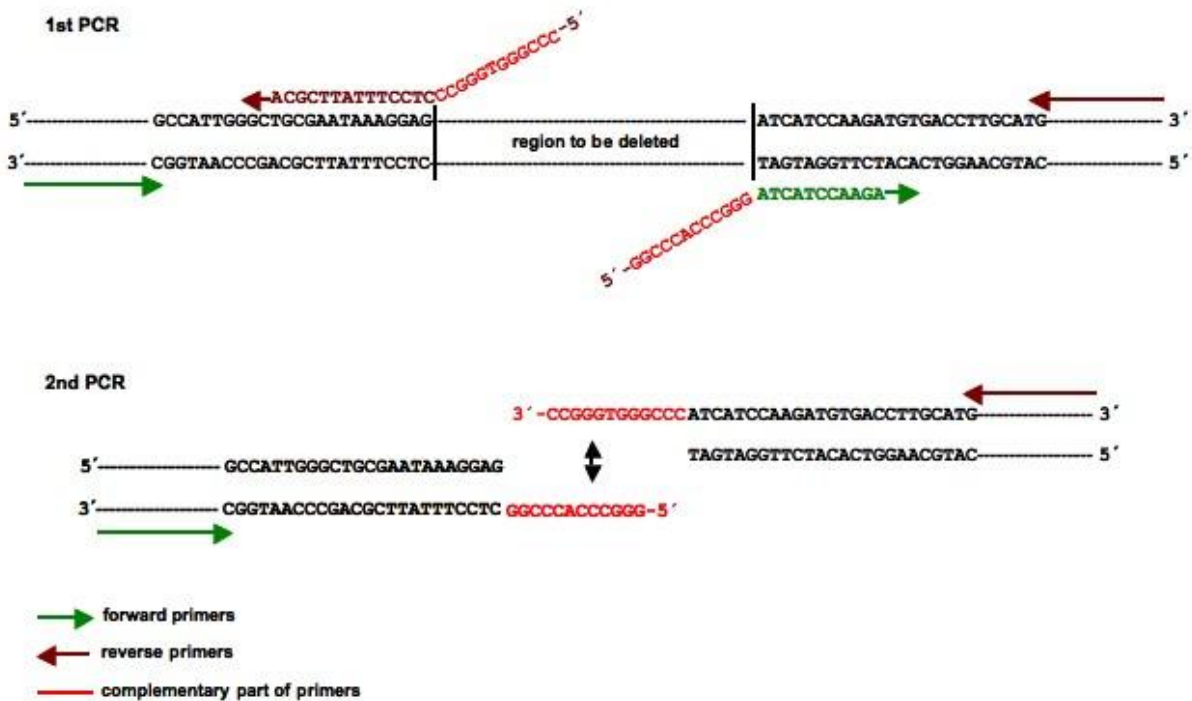 1st PCR
CCGGGTGGGCCC-5´
ACGCTTATTTCCTC
5´ GCCATTGGGCTGCGAATAAAGGAG ATCATCCAAGATGTGACCTTGCATG 3´
region to be deleted
3´ CGGTAACCCGACGCTTATTTCCTC TAGTAGGTTCTACACTGGAACGTAC 5´
ATCATCCAAGA
5´-GGCCCACCCGGG
2nd PCR
3´-CCGGGTGGGCCCATCATCCAAGATGTGACCTTGCATG 3´
TAGTAGGTTCTACACTGGAACGTAC 5´
5´ GCCATTGGGCTGCGAATAAAGGAG
3´ CGGTAACCCGACGCTTATTTCCTC GGCCCACCCGGG-5´
forward primers
reverse primers
complementary part of primers